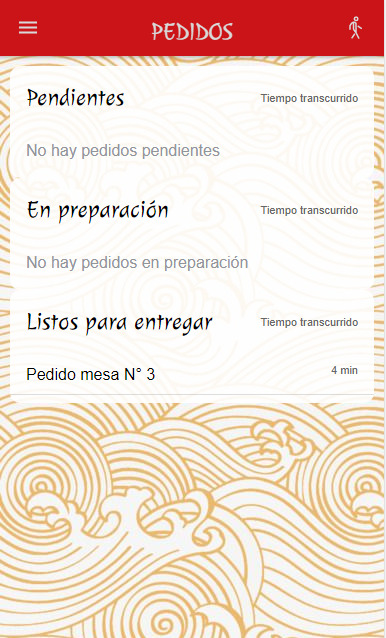 PEDIDOS
Pendientes Tiempo transcurrido
No hay pedidos pendientes
En preparación Tiempo transcurrido
No hay pedidos en preparación
Listos para entregar Tiempo transcurrido
Pedido mesa N° 3 4 min